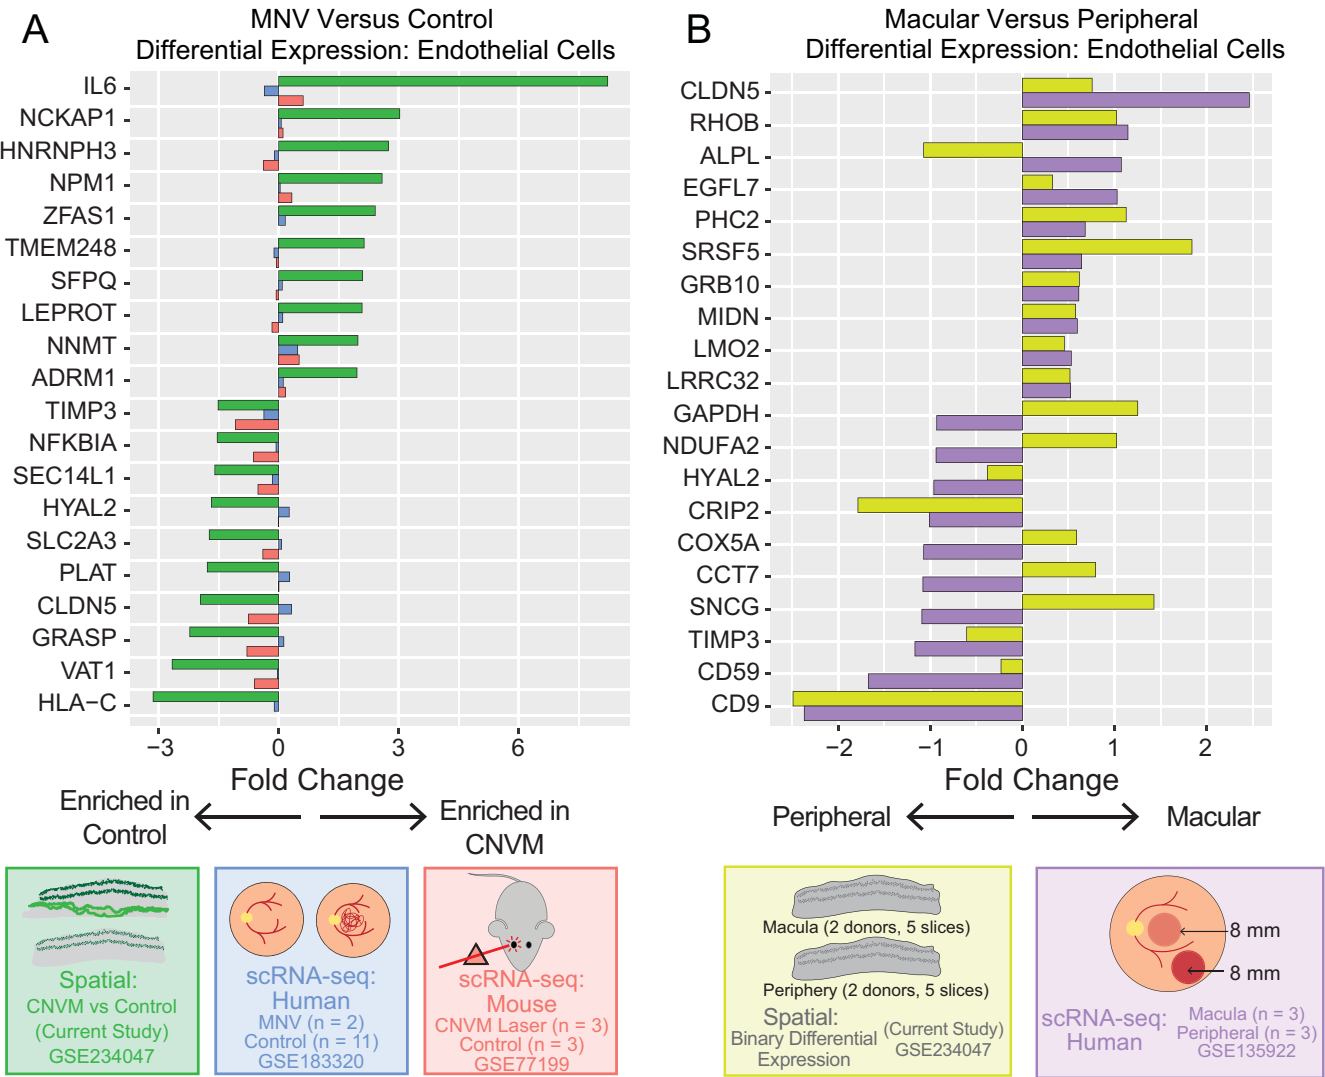 A
MNV Versus Control
Differential Expression: Endothelial Cells
IL6
NCKAP1
HNRNPH3
NPM1
ZFAS1
TMEM248
SFPQ
LEPROT
NNMT
ADRM1
TIMP3
NFKBIA
SEC14L1
HYAL2
SLC2A3
PLAT
CLDN5
GRASP
VAT1
HLA−C
−3 0 3 6
Fold Change
Enriched in
Control
Enriched in
CNVM
Spatial:
CNVM vs Control
(Current Study)
GSE234047
scRNA-seq:
Human
MNV (n = 2)
Control (n = 11)
GSE183320
scRNA-seq:
Mouse
CNVM Laser (n = 3)
Control (n = 3)
GSE77199
B
Macular Versus Peripheral
Differential Expression: Endothelial Cells
CLDN5
RHOB
ALPL
EGFL7
PHC2
SRSF5
GRB10
MIDN
LMO2
LRRC32
GAPDH
NDUFA2
HYAL2
CRIP2
COX5A
CCT7
SNCG
TIMP3
CD59
CD9
−2 −1 0 1 2
Fold Change
Peripheral
Macular
Macula (2 donors, 5 slices)
Periphery (2 donors, 5 slices)
Spatial:
Binary Differential
Expression
(Current Study)
GSE234047
8 mm
8 mm
scRNA-seq:
Human
Macula (n = 3)
Peripheral (n = 3)
GSE135922